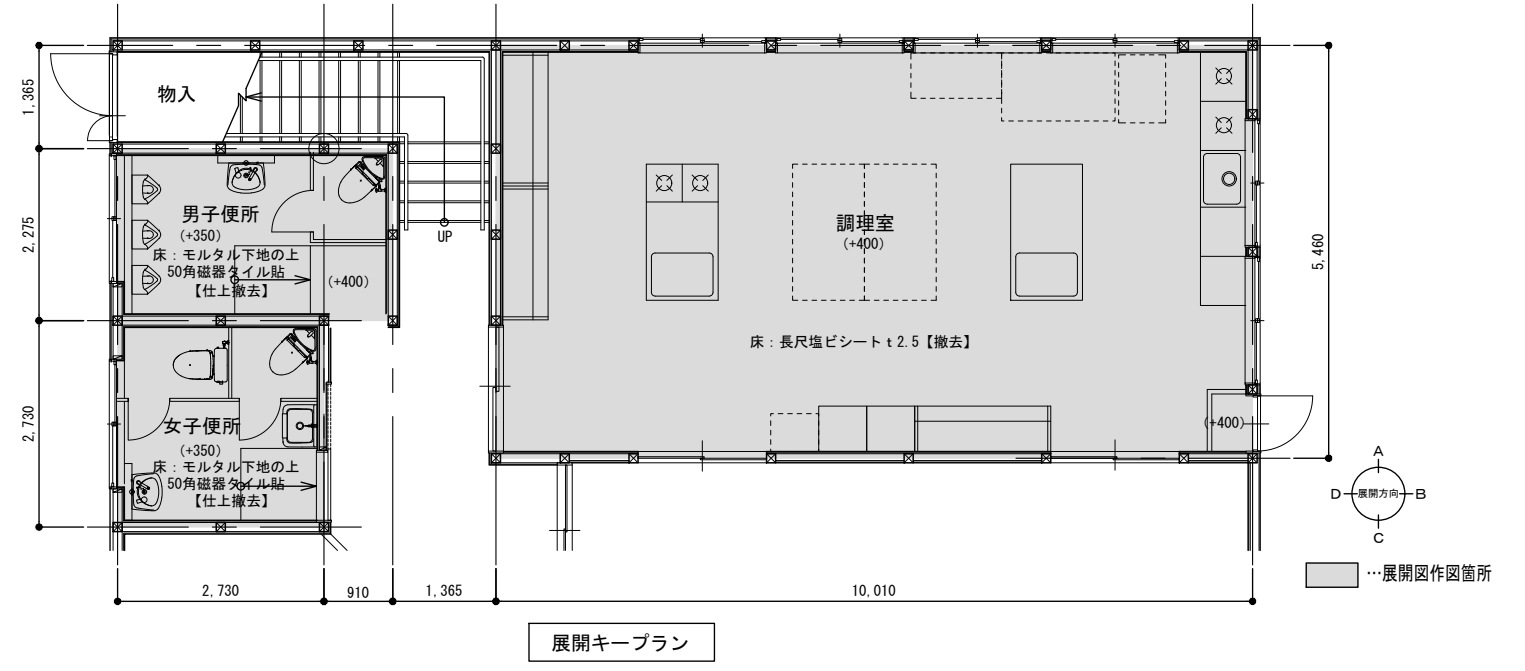 1,365
2,275
2,730
物入
UP
男子便所
(+350)
床：モルタル下地の上
50角磁器タイル貼
【仕上撤去】
(+400)
女子便所
(+350)
床：モルタル下地の上
50角磁器タイル貼
【仕上撤去】
調理室
(+400)
床：長尺塩ビシートｔ2.5【撤去】
(+400)
5,460
A
D
展開方向
B
C
…展開図作図箇所
2,730
910
1,365
10,010
展開キープラン